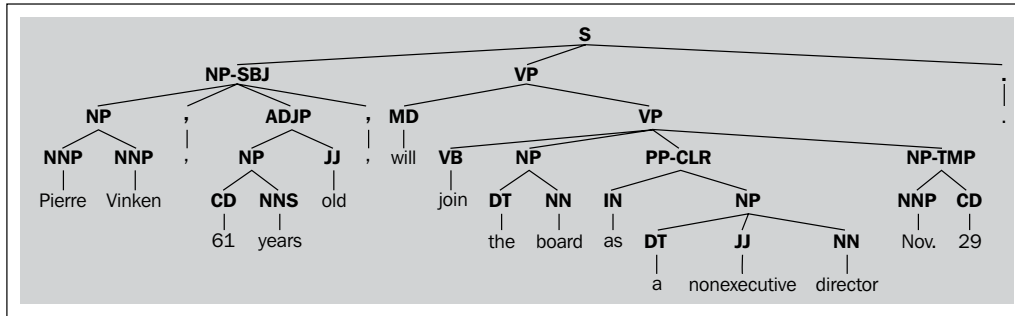 S
NP-SBJ VP .
NP , ADJP , MD VP .
NNP NNP , NP JJ , will VB NP PP-CLR NP-TMP
Pierre Vinken CD NNS old join DT NN IN NP NNP CD
61 years the board as DT JJ NN Nov. 29
a nonexecutive director